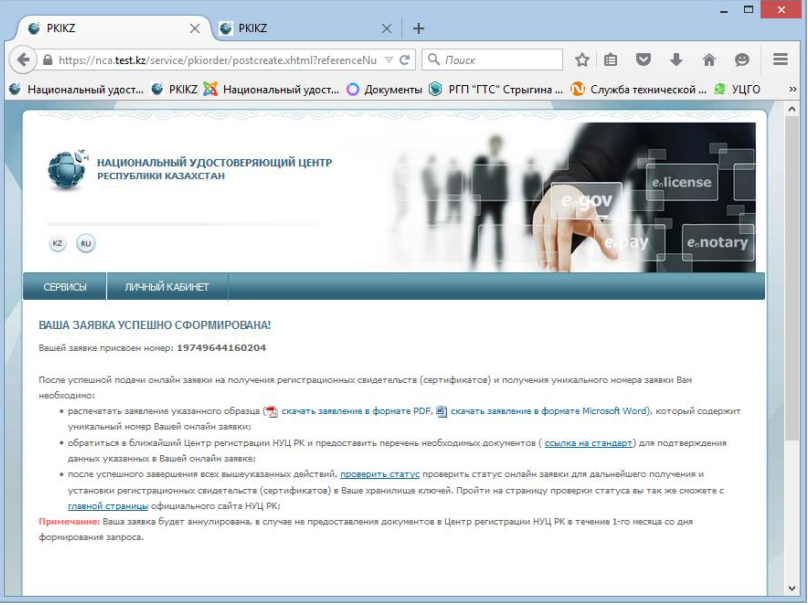 PKIKZ
PKIKZ
https://nca.test.kz/service/pkiorder/postcreate.xhtml?referenceNu
Поиск
Национальный удост...
PKIKZ
Национальный удост...
Документы
РГП "ГТС" Стрыгина ...
Служба технической ...
УЦГО
НАЦИОНАЛЬНЫЙ УДОСТОВЕРЯЮЩИЙ ЦЕНТР
РЕСПУБЛИКИ КАЗАХСТАН
e.license
e.gov
e.pay
e.notary
KZ
RU
СЕРВИСЫ
ЛИЧНЫЙ КАБИНЕТ
ВАША ЗАЯВКА УСПЕШНО СФОРМИРОВАНА!
Вашей заявке присвоен номер: 19749644160204
После успешной подачи онлайн заявки на получения регистрационных свидетельств (сертификатов) и получения уникального номера заявки Вам
необходимо:
• распечатать заявление указанного образца ( скачать заявление в формате PDF, скачать заявление в формате Microsoft Word), который содержит
уникальный номер Вашей онлайн заявки;
• обратиться в ближайший Центр регистрации НУЦ РК и предоставить перечень необходимых документов ( ссылка на стандарт) для подтверждения
данных указанных в Вашей онлайн заявке;
• после успешного завершения всех вышеуказанных действий, проверить статус проверить статус онлайн заявки для дальнейшего получения и
установки регистрационных свидетельств (сертификатов) в Ваше хранилище ключей. Пройти на страницу проверки статуса вы так же сможете с
главной страницы официального сайта НУЦ РК;
Примечание: Ваша заявка будет аннулирована, в случае не предоставления документов в Центр регистрации НУЦ РК в течение 1-го месяца со дня
формирования запроса.